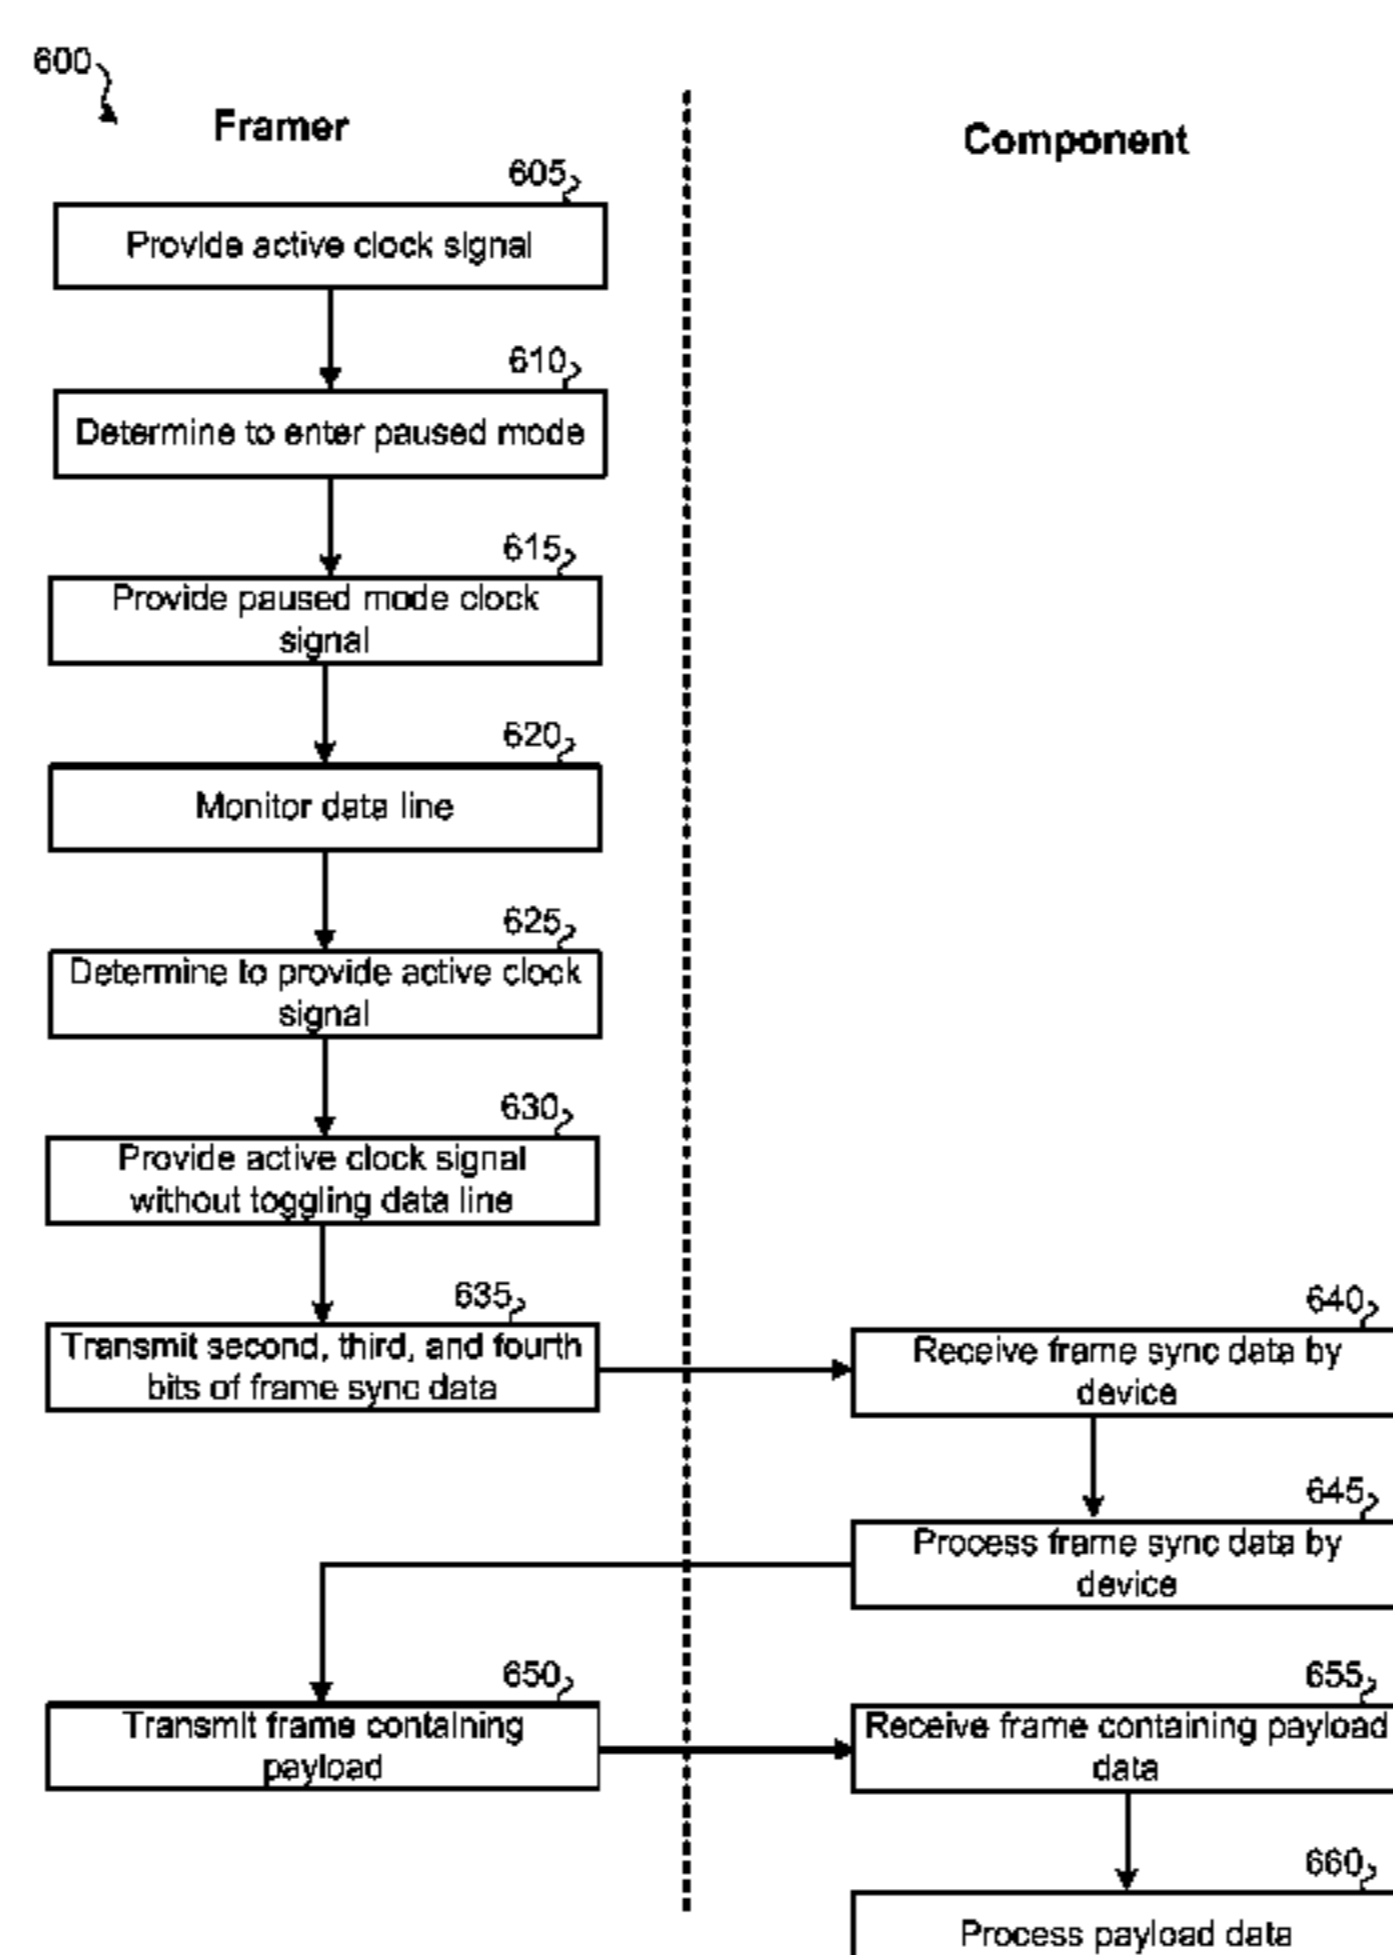 600
Framer
Component
605
Provide active clock signal
610
Determine to enter paused mode
615
Provide paused mode clock
signal
620
Monitor data line
625
Determine to provide active clock
signal
630
Provide active clock signal
without toggling data line
635
Transmit second, third, and fourth
bits of frame sync data
640
Receive frame sync data by
device
645
Process frame sync data by
device
650
Transmit frame containing
payload
655
Receive frame containing payload
data
660
Process payload data